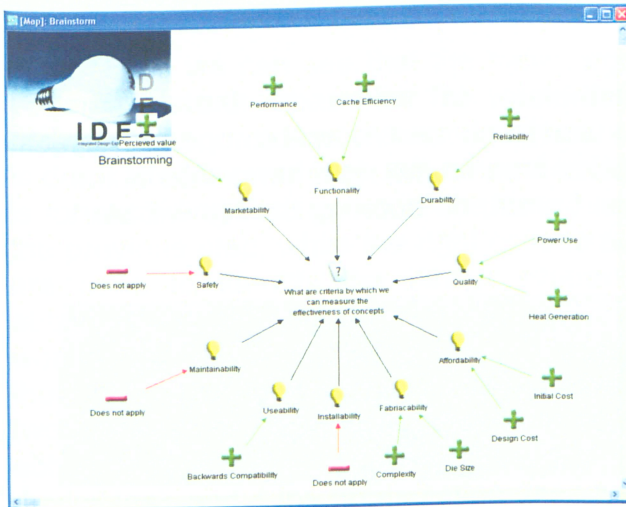 [Map]: Brainstorm
D
E
IDE
Percieved value
Brainstorming
Performance
Cache Efficiency
Reliability
Marketability
Functionality
Durability
Power Use
Does not apply
Safety
?
Quality
What are criteria by which we
can measure the
effectiveness of concepts
Heat Generation
Maintainability
Affordability
Does not apply
Useability
Installability
Fabriacability
Initial Cost
Design Cost
Backwards Compatibility
Does not apply
Complexity
Die Size